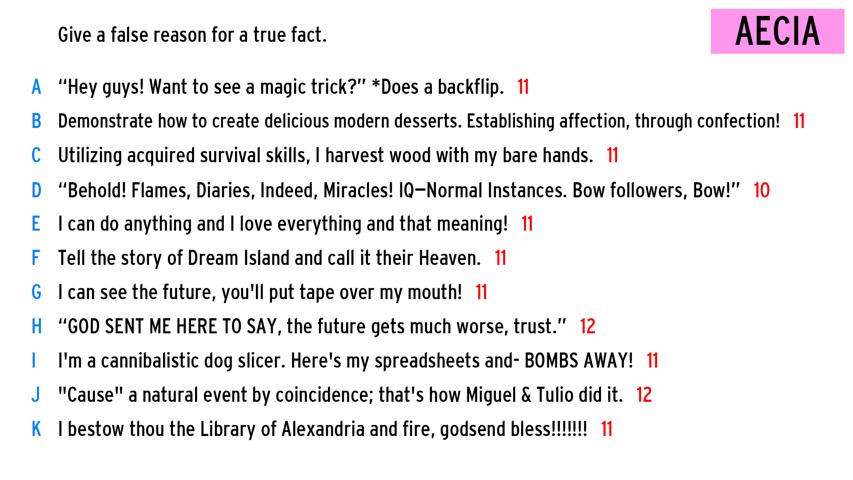 Give a false reason for a true fact.
AECIA
A “Hey guys! Want to see a magic trick?” *Does a backflip. 11
B Demonstrate how to create delicious modern desserts. Establishing affection, through confection! 11
C Utilizing acquired survival skills, I harvest wood with my bare hands. 11
D “Behold! Flames, Diaries, Indeed, Miracles! IQ—Normal Instances. Bow followers, Bow!” 10
E I can do anything and I love everything and that meaning! 11
F Tell the story of Dream Island and call it their Heaven. 11
G I can see the future, you'll put tape over my mouth! 11
H “GOD SENT ME HERE TO SAY, the future gets much worse, trust.” 12
I I'm a cannibalistic dog slicer. Here's my spreadsheets and- BOMBS AWAY! 11
J "Cause" a natural event by coincidence; that's how Miguel & Tulio did it. 12
K I bestow thou the Library of Alexandria and fire, godsend bless!!!!!!! 11